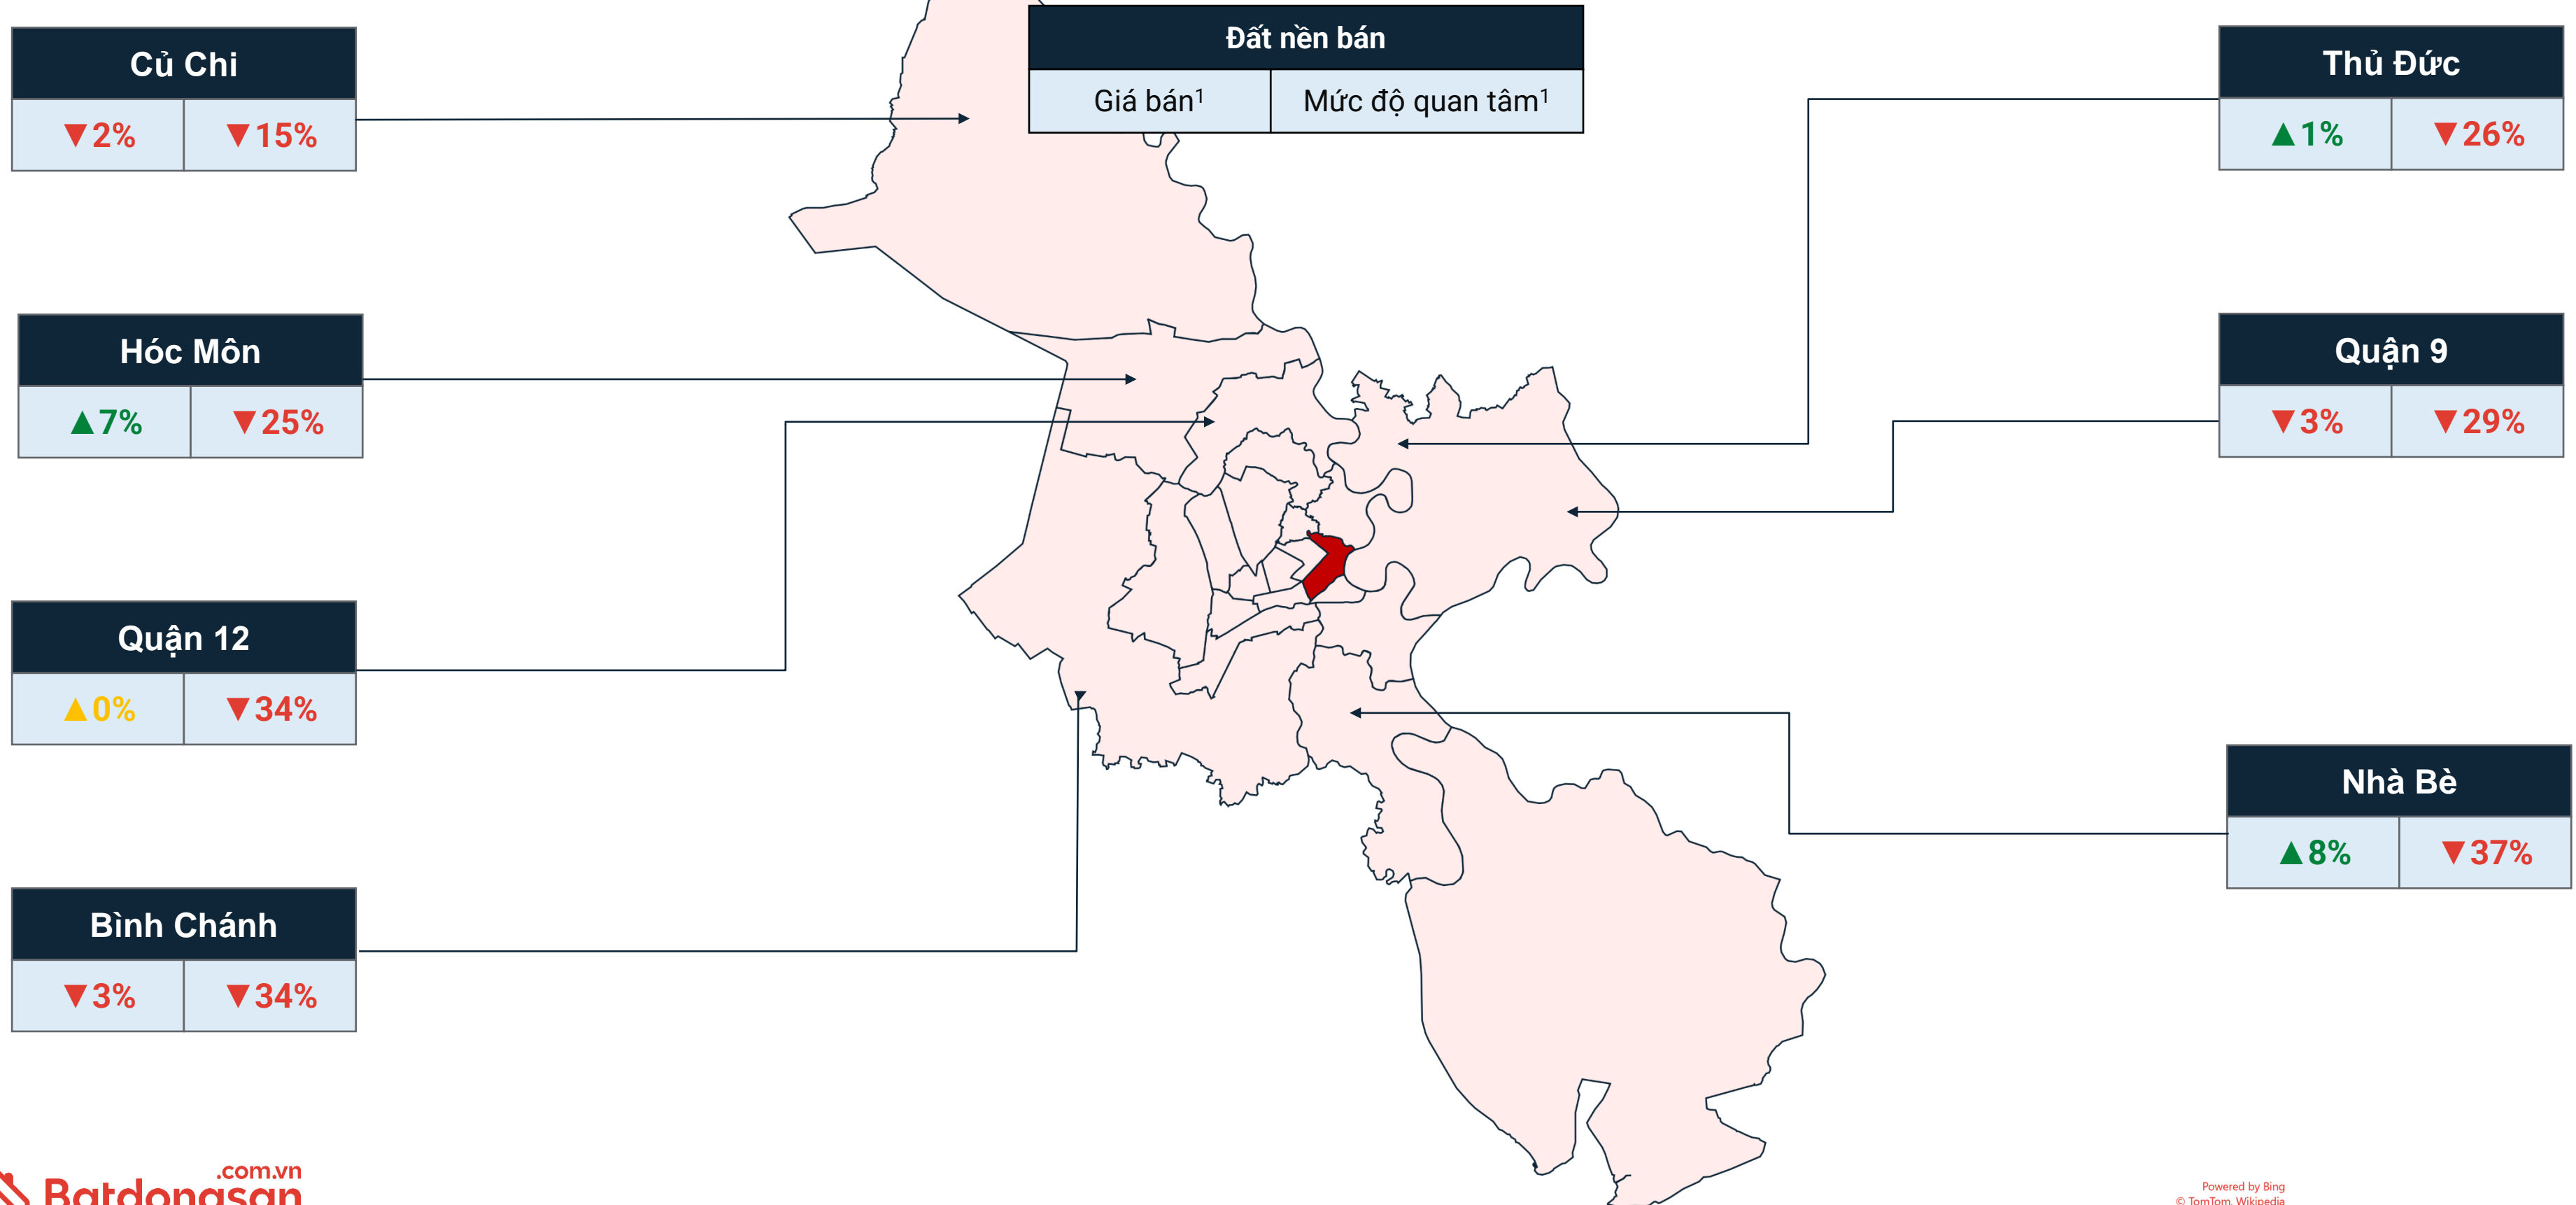 Đất nền bán
Giá bán¹ Mức độ quan tâm¹
Củ Chi
▼2% ▼15%
Hóc Môn
▲7% ▼25%
Quận 12
▲0% ▼34%
Bình Chánh
▼3% ▼34%
Thủ Đức
▲1% ▼26%
Quận 9
▼3% ▼29%
Nhà Bè
▲8% ▼37%
.com.vn
Batdongsan
Powered by Bing
© TomTom, Wikipedia